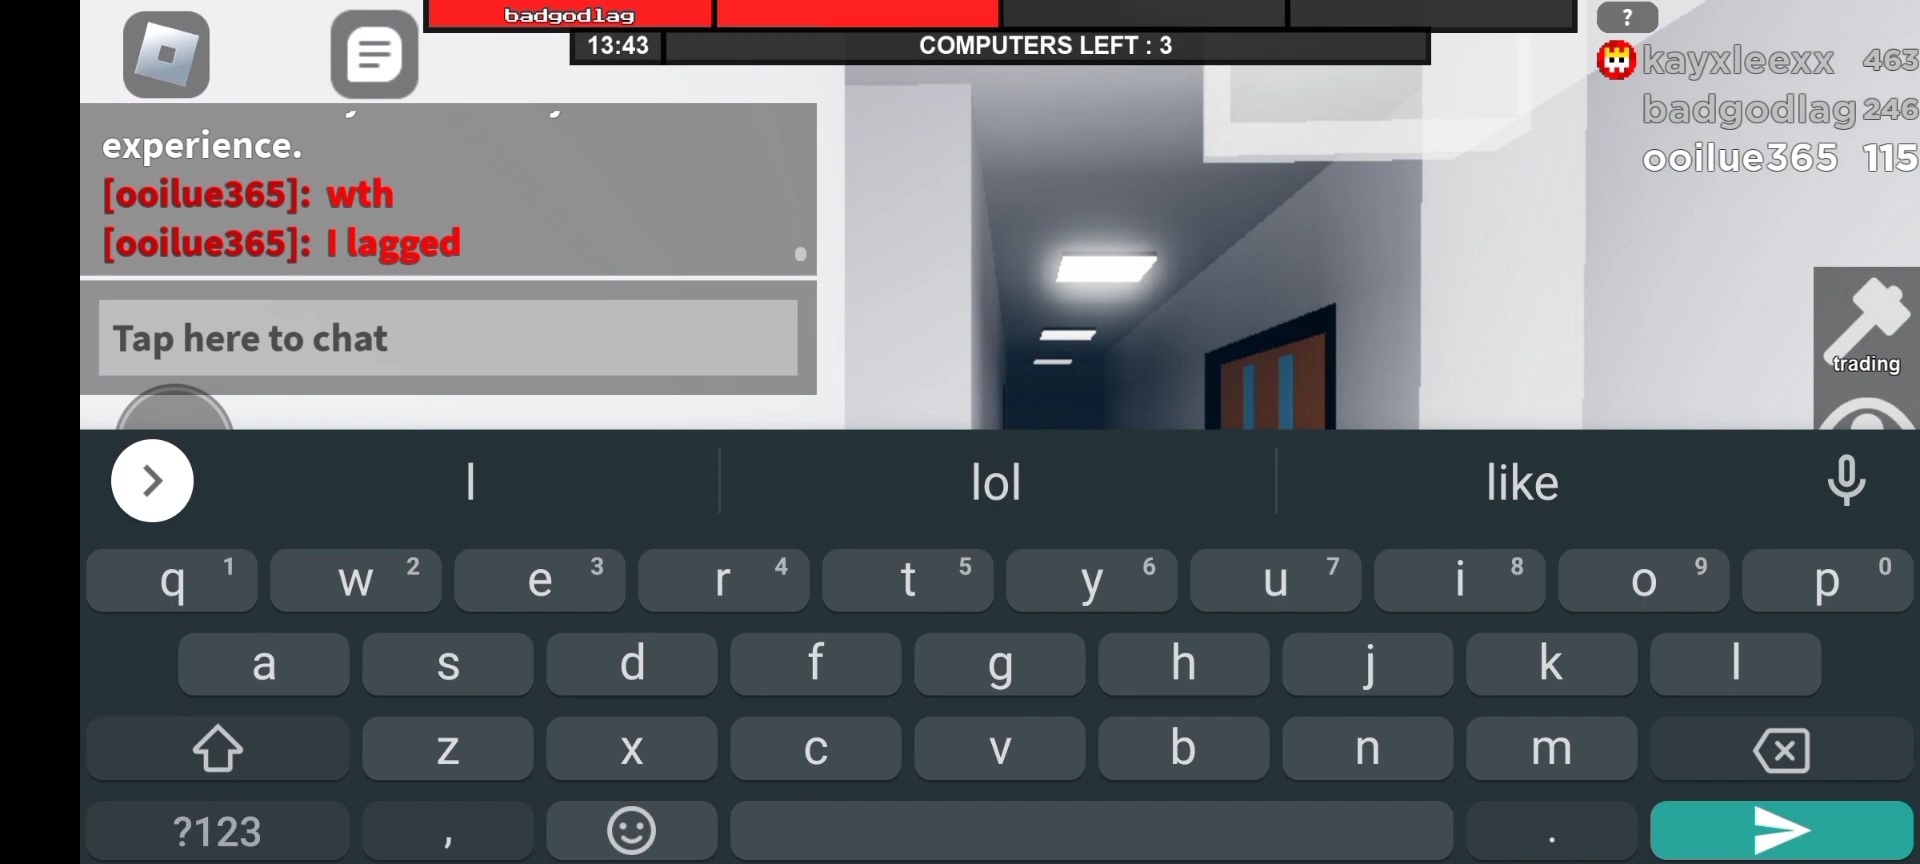 badgodlag
13:43 COMPUTERS LEFT : 3
?
kayxleexx 463
badgodlag 246
ooilue365 115
experience.
[ooilue365]: wth
[ooilue365]: I lagged
Tap here to chat
trading
l lol like
q 1 w 2 e 3 r 4 t 5 y 6 u 7 i 8 o 9 p 0
a s d f g h j k l
z x c v b n m
?123 , .